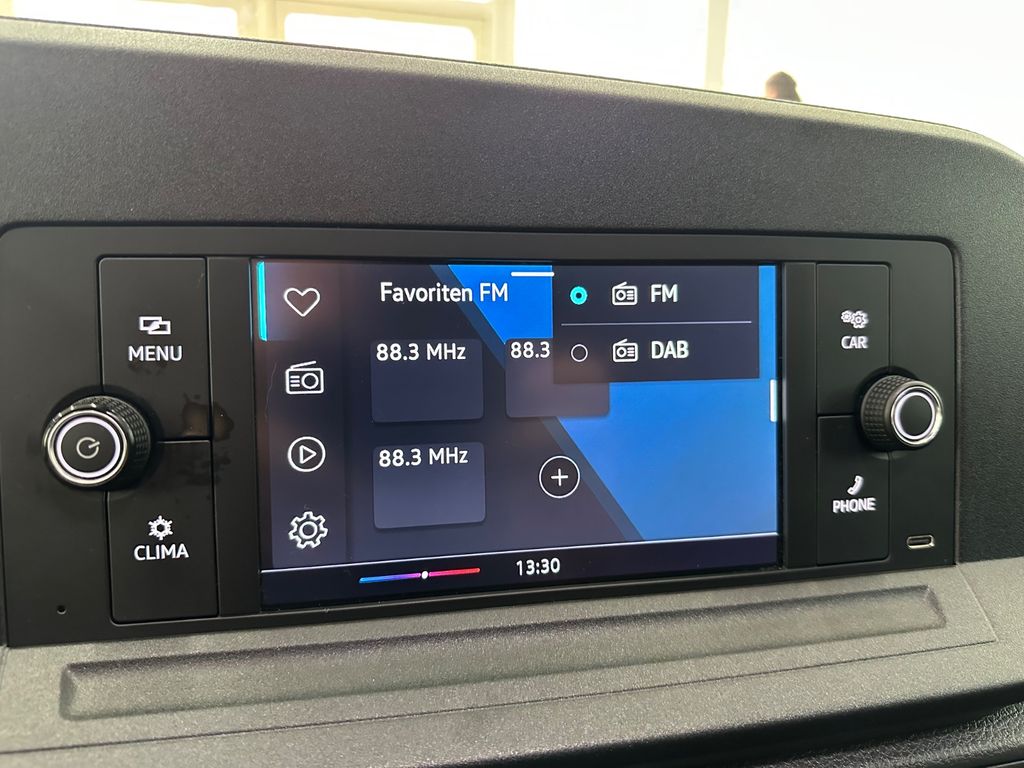 MENU
CLIMA
Favoriten FM
88.3 MHz
88.3
88.3 MHz
FM
DAB
13:30
CAR
PHONE